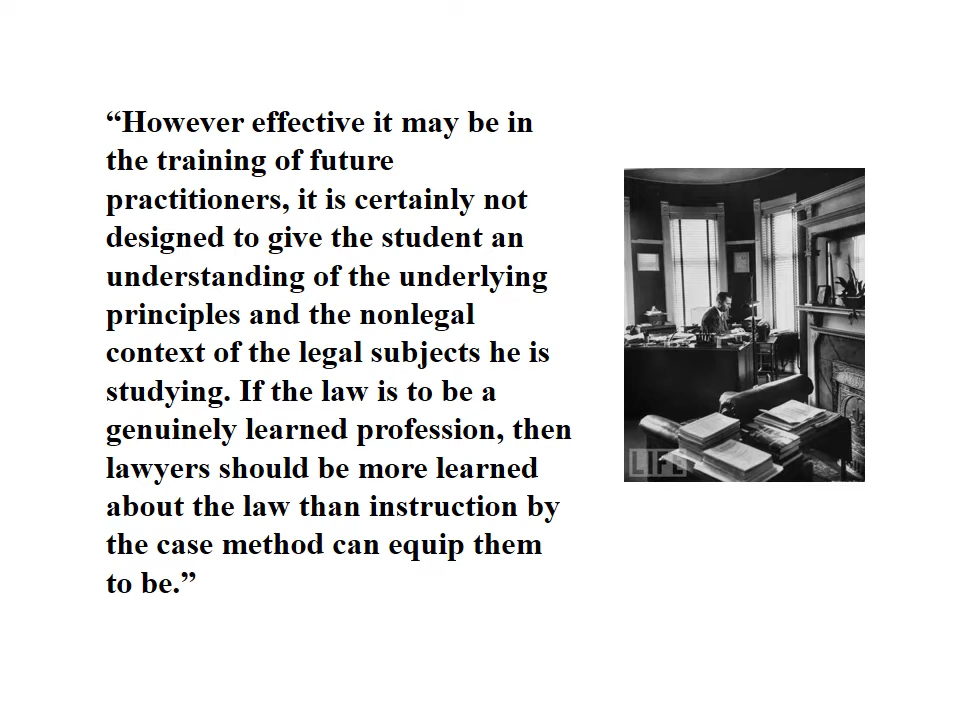 “However effective it may be in
the training of future
practitioners, it is certainly not
designed to give the student an
understanding of the underlying
principles and the nonlegal
context of the legal subjects he is
studying. If the law is to be a
genuinely learned profession, then
lawyers should be more learned
about the law than instruction by
the case method can equip them
to be.”
LIFE